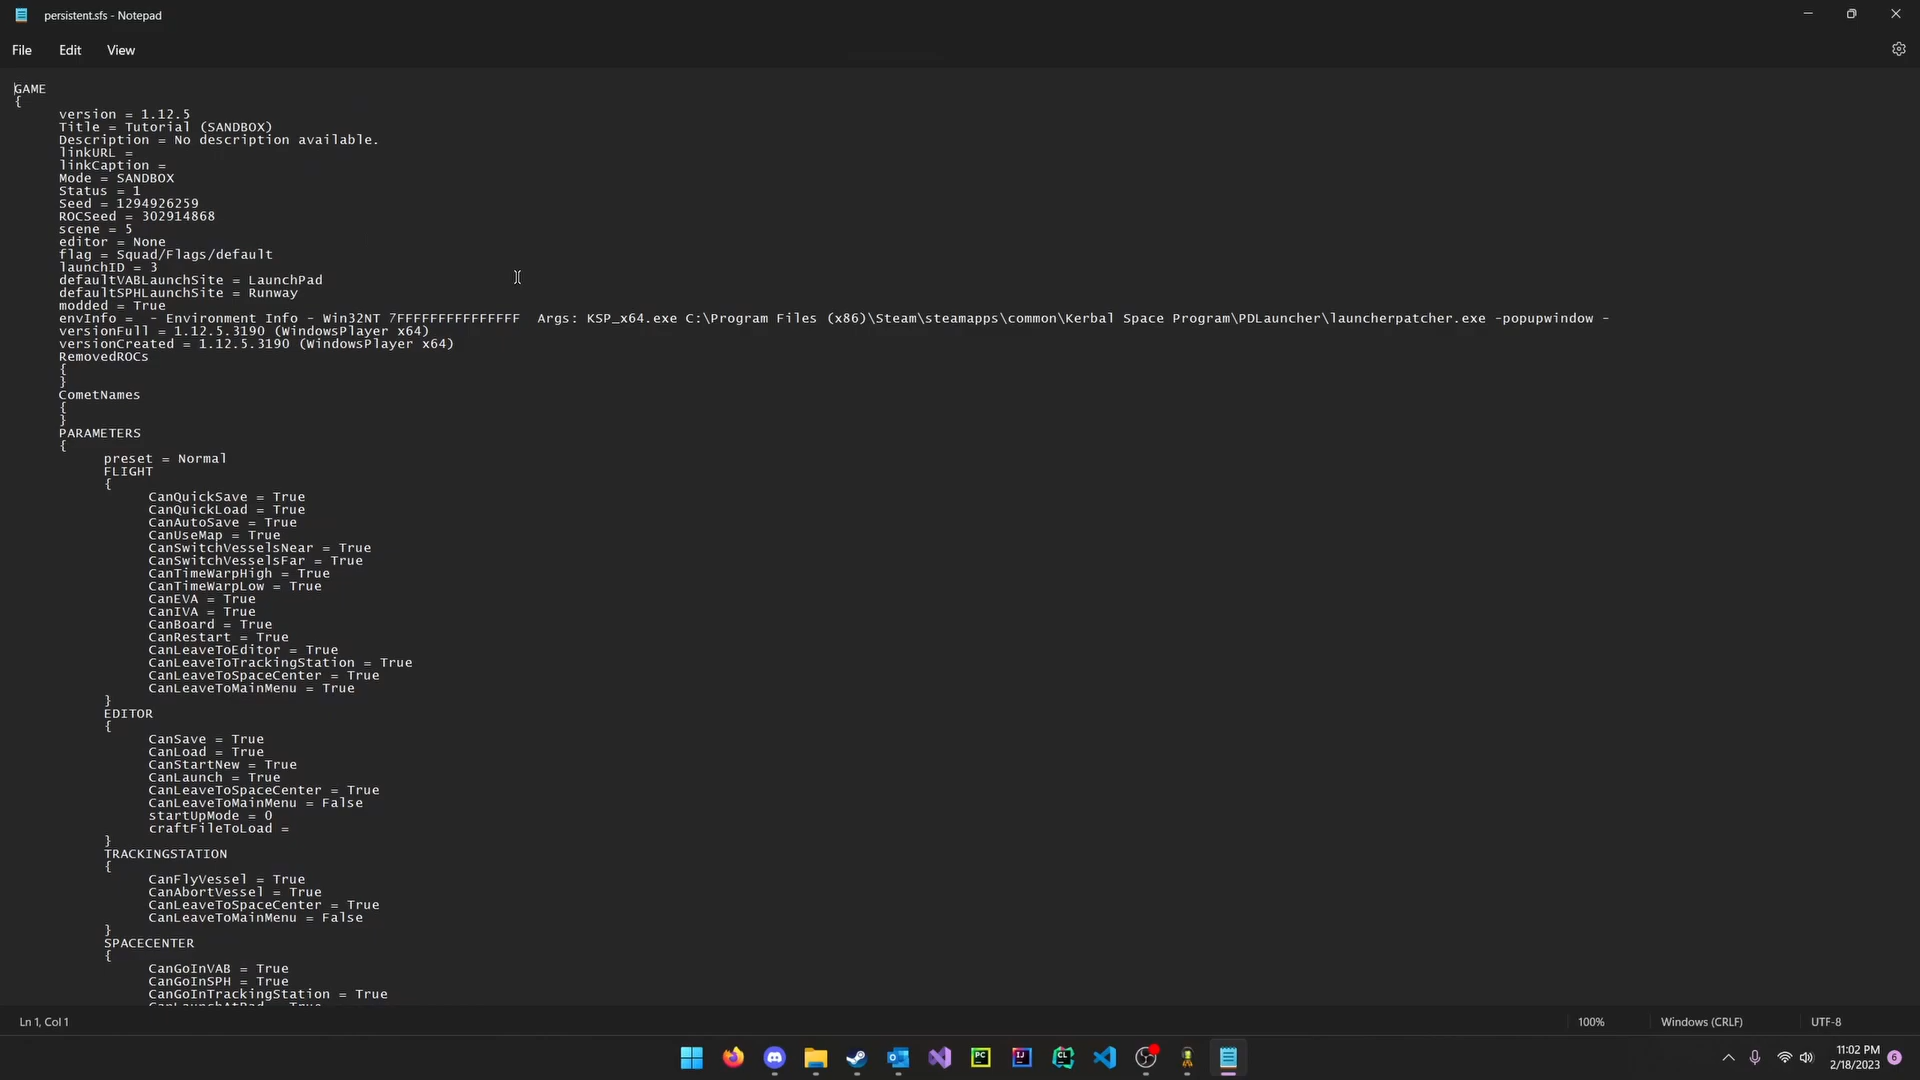 persistent.sfs - Notepad
File Edit View
GAME
{
version = 1.12.5
Title = Tutorial (SANDBOX)
Description = No description available.
linkURL =
linkCaption =
Mode = SANDBOX
Status = 1
Seed = 1294926259
ROCSeed = 302914868
scene = 5
editor = None
flag = Squad/Flags/default
launchID = 3
defaultVABLaunchSite = LaunchPad
defaultSPHLaunchSite = Runway
modded = True
envInfo =  - Environment Info - Win32NT 7FFFFFFFFFFFFFFF  Args: KSP_x64.exe C:\Program Files (x86)\Steam\steamapps\common\Kerbal Space Program\PDLauncher\launcherpatcher.exe -popupwindow -
versionFull = 1.12.5.3190 (WindowsPlayer x64)
versionCreated = 1.12.5.3190 (WindowsPlayer x64)
RemovedROCs
{
}
CometNames
{
}
PARAMETERS
{
preset = Normal
FLIGHT
{
CanQuickSave = True
CanQuickLoad = True
CanAutoSave = True
CanUseMap = True
CanSwitchVesselsNear = True
CanSwitchVesselsFar = True
CanTimeWarpHigh = True
CanTimeWarpLow = True
CanEVA = True
CanIVA = True
CanBoard = True
CanRestart = True
CanLeaveToEditor = True
CanLeaveToTrackingStation = True
CanLeaveToSpaceCenter = True
CanLeaveToMainMenu = True
}
EDITOR
{
CanSave = True
CanLoad = True
CanStartNew = True
CanLaunch = True
CanLeaveToSpaceCenter = True
CanLeaveToMainMenu = False
startUpMode = 0
craftFileToLoad =
}
TRACKINGSTATION
{
CanFlyVessel = True
CanAbortVessel = True
CanLeaveToSpaceCenter = True
CanLeaveToMainMenu = False
}
SPACECENTER
{
CanGoInVAB = True
CanGoInSPH = True
CanGoInTrackingStation = True
CanLaunchAtPad = True
Ln 1, Col 1 100% Windows (CRLF) UTF-8
PC IJ CL
11:02 PM
2/18/2023 6